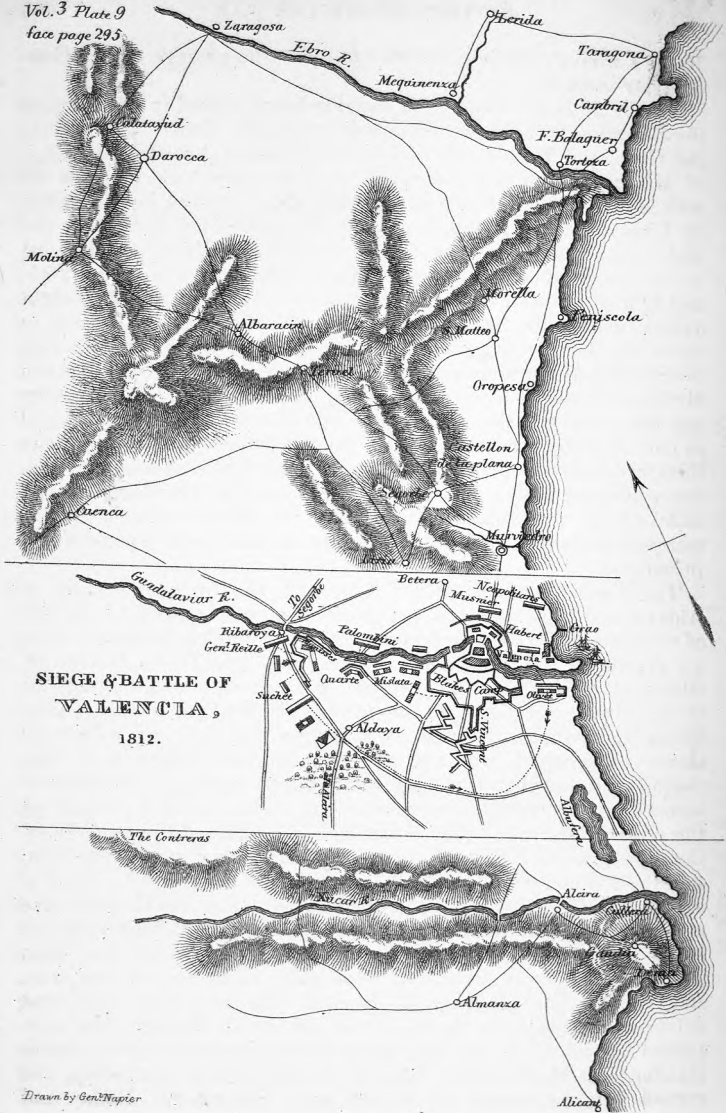 Vol. 3 Plate 9
face page 295
Zaragosa
Lerida
Ebro R.
Taragona
Mequinenza
Cambril
Calatayud
F. Balaguer
Darocca
Tortoza
Molina
Morella
Albaracin
Peniscola
S. Matteo
Teruel
Oropesa
Castellon
de la plana
Segorbe
Cuenca
Murviedro
Liria
Betera
Guadalaviar R.
To
Segorbe
Neapolitans
Musnier
Ribaroya
Palombini
Habert
Grao
Genl. Reille
Valencia
SIEGE & BATTLE OF
VALENCIA,
1812.
Quarte
Mislata
Blakes Camp
Olivet
Suchet
S. Vincent
Aldaya
Albufera
The Contreras
Xucar R.
Alcira
Cullera
Gandia
Denia
Almanza
Drawn by Genl. Napier
Alicant